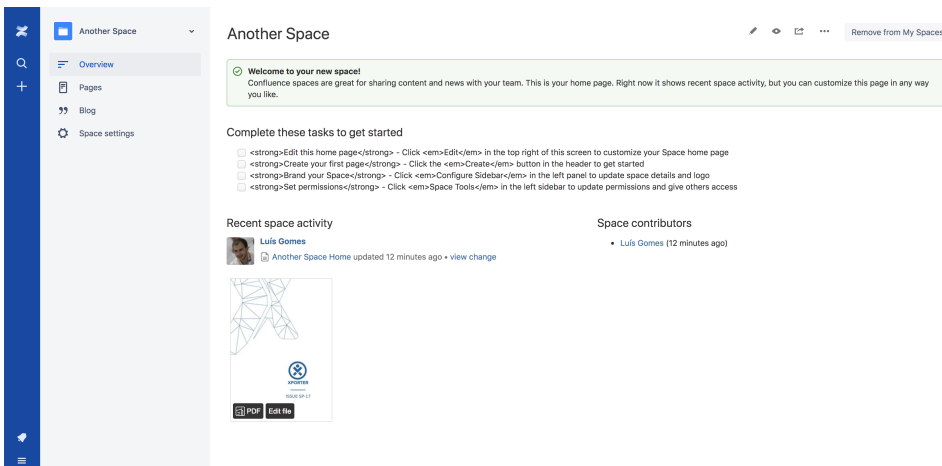 Another Space
Overview
Pages
Blog
Space settings
Another Space
Remove from My Spaces
Welcome to your new space!
Confluence spaces are great for sharing content and news with your team. This is your home page. Right now it shows recent space activity, but you can customize this page in any way
you like.
Complete these tasks to get started
<strong>Edit this home page</strong> - Click <em>Edit</em> in the top right of this screen to customize your Space home page
<strong>Create your first page</strong> - Click the <em>Create</em> button in the header to get started
<strong>Brand your Space</strong> - Click <em>Configure Sidebar</em> in the left panel to update space details and logo
<strong>Set permissions</strong> - Click <em>Space Tools</em> in the left sidebar to update permissions and give others access
Recent space activity
Luís Gomes
Another Space Home updated 12 minutes ago • view change
Space contributors
• Luís Gomes (12 minutes ago)
XPORTER
ISSUE SP-17
PDF Edit file